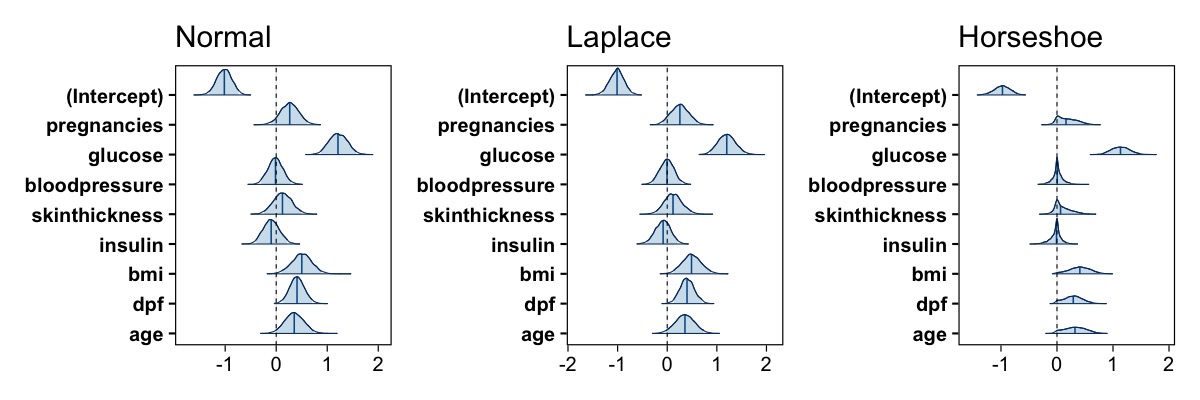 Normal
(Intercept)
pregnancies
glucose
bloodpressure
skinthickness
insulin
bmi
dpf
age
-1 0 1 2
Laplace
(Intercept)
pregnancies
glucose
bloodpressure
skinthickness
insulin
bmi
dpf
age
-2 -1 0 1 2
Horseshoe
(Intercept)
pregnancies
glucose
bloodpressure
skinthickness
insulin
bmi
dpf
age
-1 0 1 2